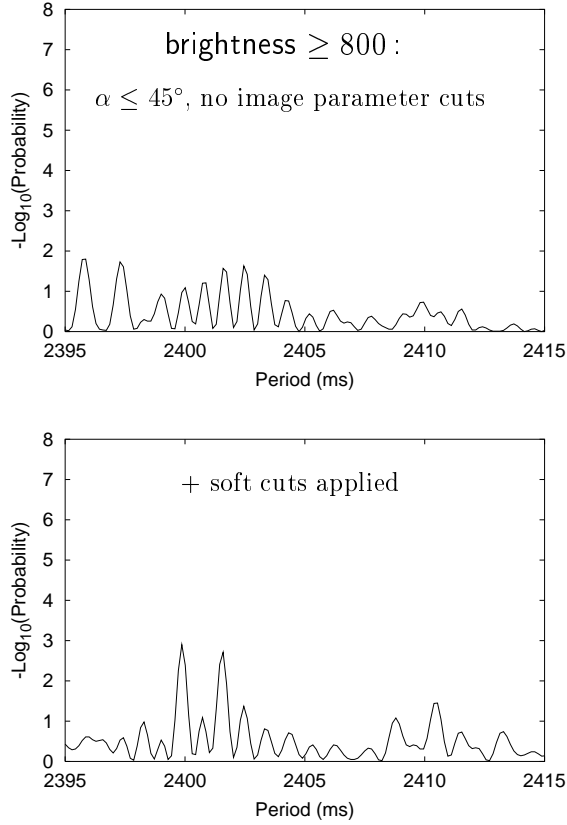 8
brightness ≥ 800 :
7
α ≤ 45°, no image parameter cuts
6
5
4
3
2
1
0
-Log10(Probability)
2395 2400 2405 2410 2415
Period (ms)
8
7
+ soft cuts applied
6
5
4
3
2
1
0
-Log10(Probability)
2395 2400 2405 2410 2415
Period (ms)